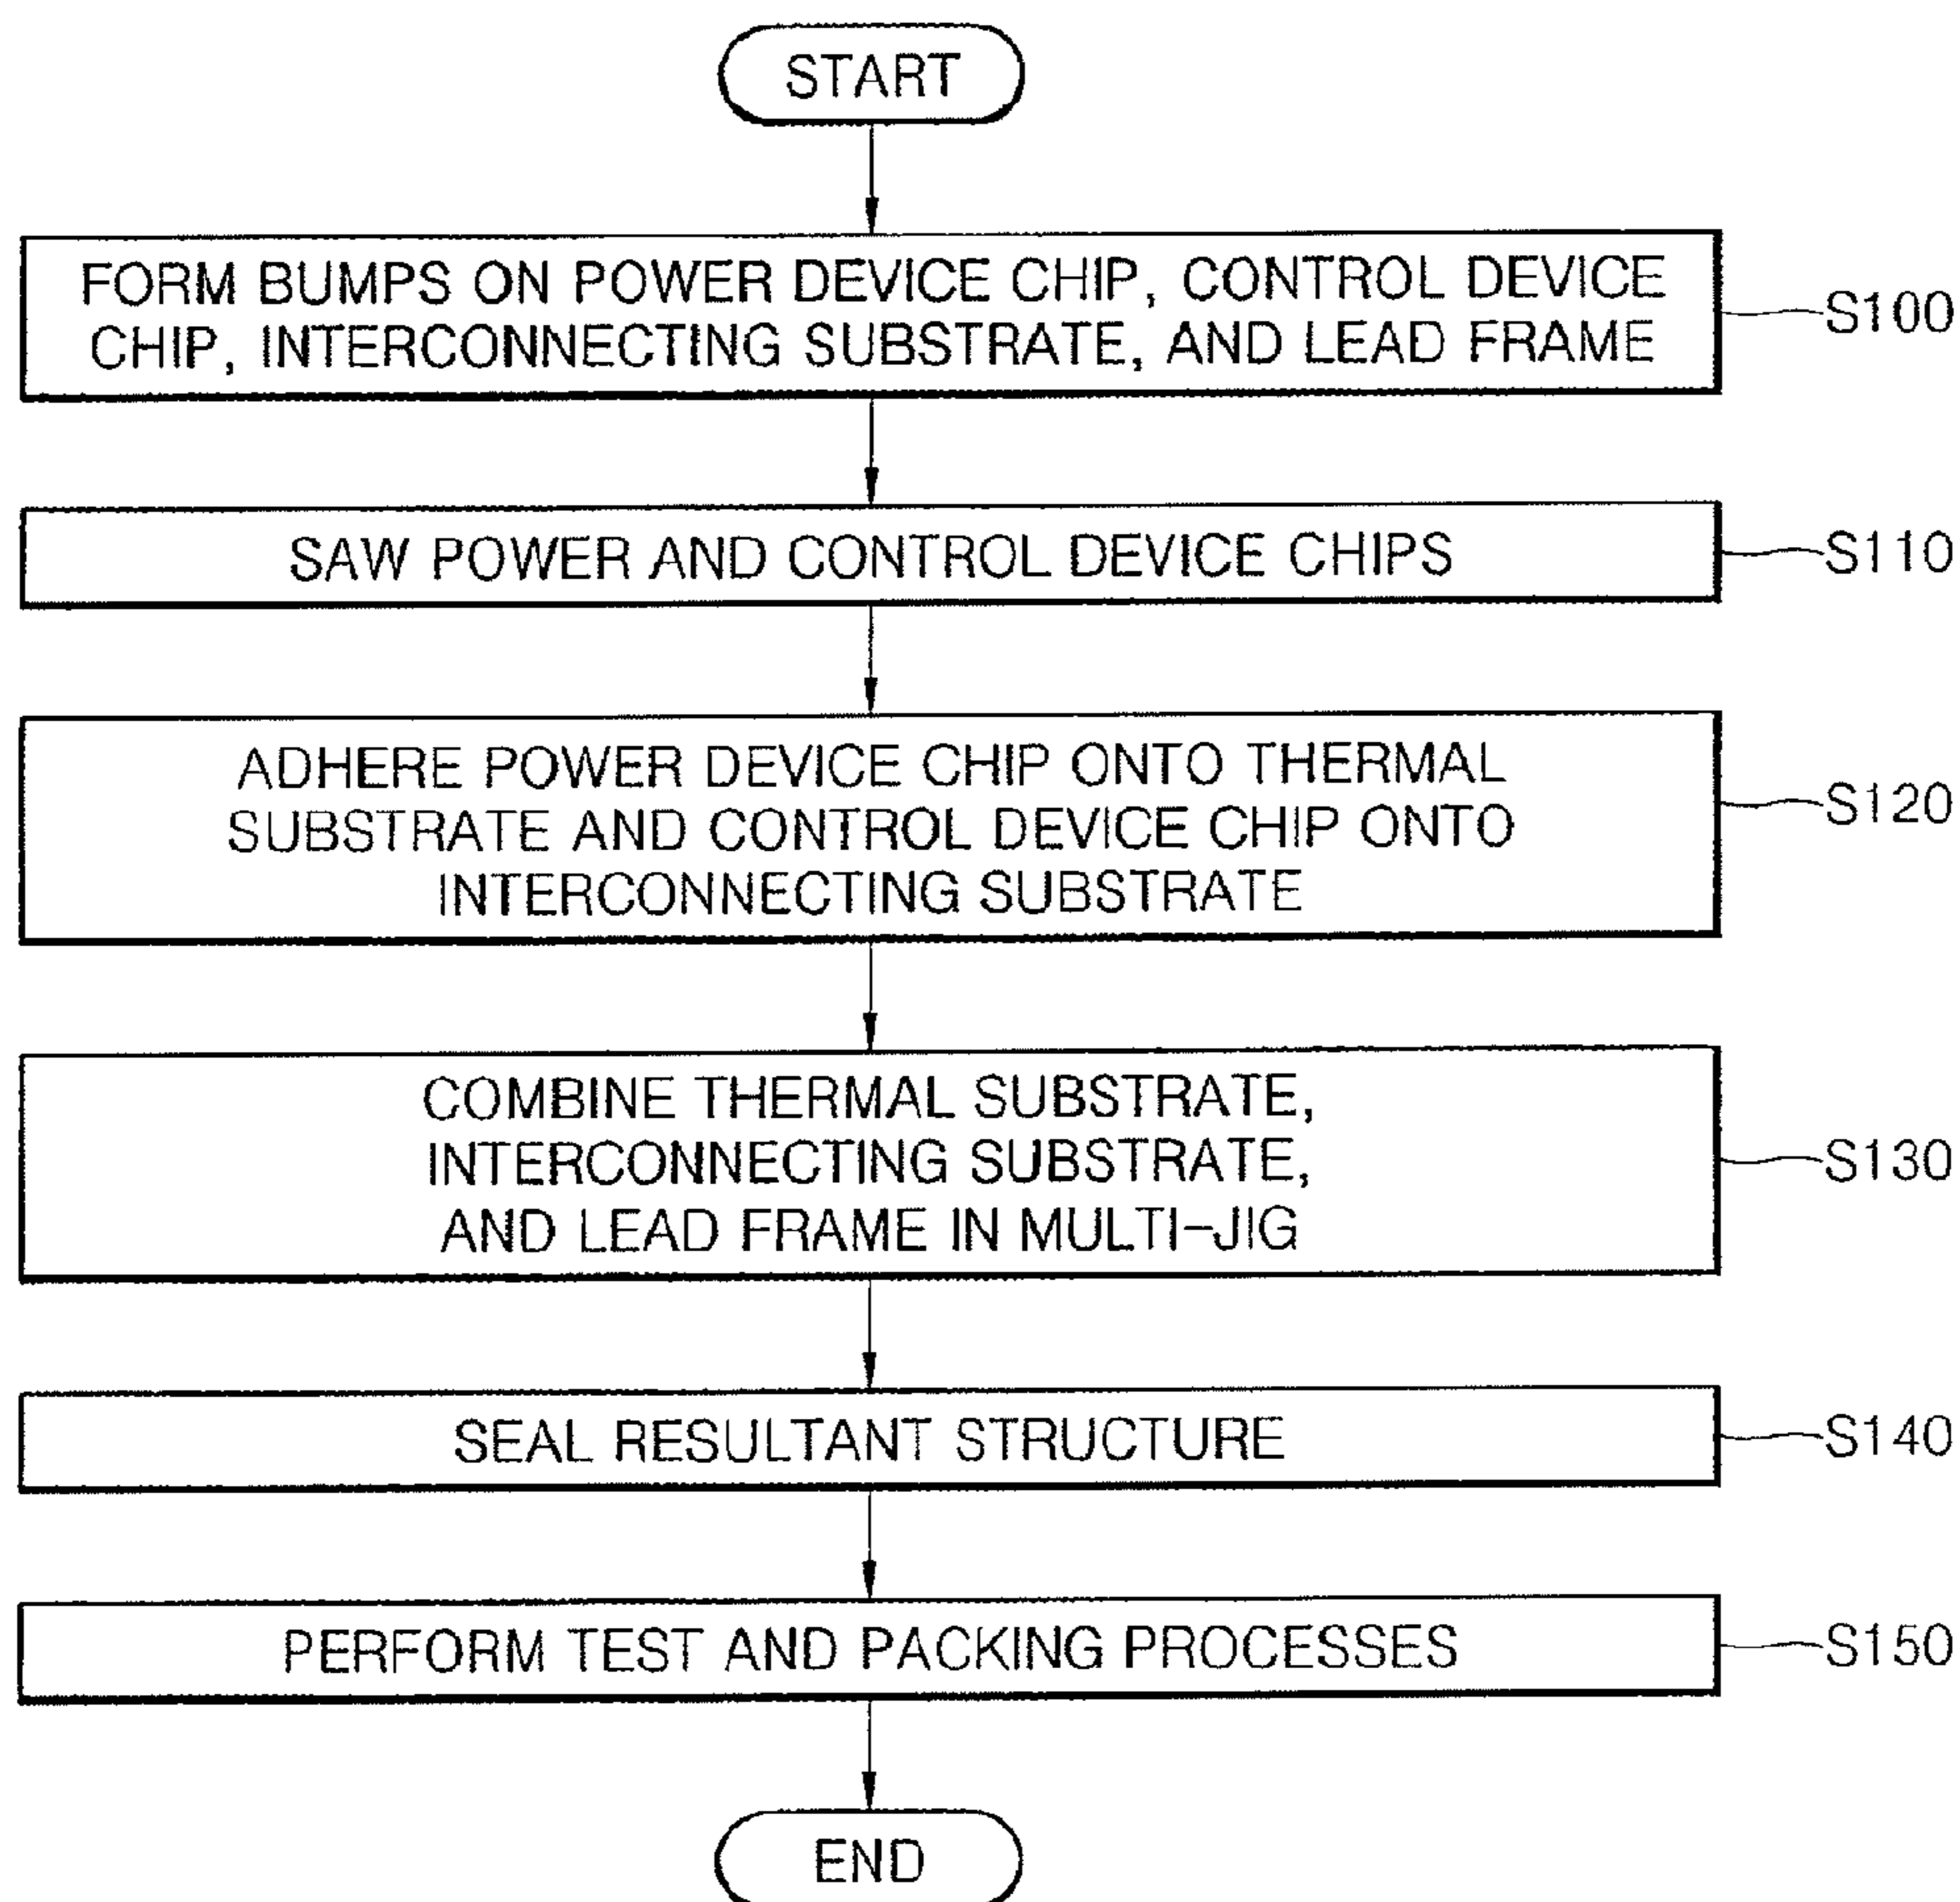 START
FORM BUMPS ON POWER DEVICE CHIP, CONTROL DEVICE
CHIP, INTERCONNECTING SUBSTRATE, AND LEAD FRAME
S100
SAW POWER AND CONTROL DEVICE CHIPS
S110
ADHERE POWER DEVICE CHIP ONTO THERMAL
SUBSTRATE AND CONTROL DEVICE CHIP ONTO
INTERCONNECTING SUBSTRATE
S120
COMBINE THERMAL SUBSTRATE,
INTERCONNECTING SUBSTRATE,
AND LEAD FRAME IN MULTI-JIG
S130
SEAL RESULTANT STRUCTURE
S140
PERFORM TEST AND PACKING PROCESSES
S150
END